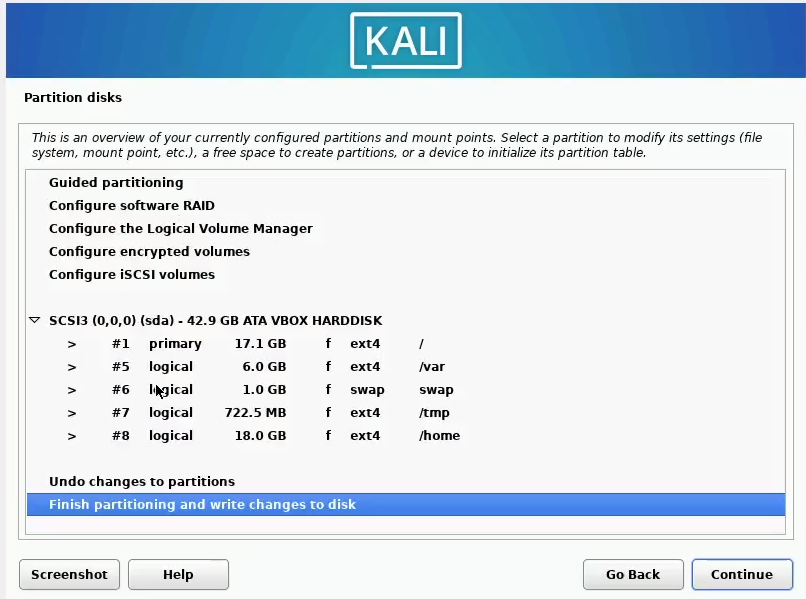 KALI
Partition disks
This is an overview of your currently configured partitions and mount points. Select a partition to modify its settings (file
system, mount point, etc.), a free space to create partitions, or a device to initialize its partition table.
Guided partitioning
Configure software RAID
Configure the Logical Volume Manager
Configure encrypted volumes
Configure iSCSI volumes
SCSI3 (0,0,0) (sda) - 42.9 GB ATA VBOX HARDDISK
> #1 primary 17.1 GB f ext4 /
> #5 logical 6.0 GB f ext4 /var
> #6 logical 1.0 GB f swap swap
> #7 logical 722.5 MB f ext4 /tmp
> #8 logical 18.0 GB f ext4 /home
Undo changes to partitions
Finish partitioning and write changes to disk
Screenshot Help Go Back Continue